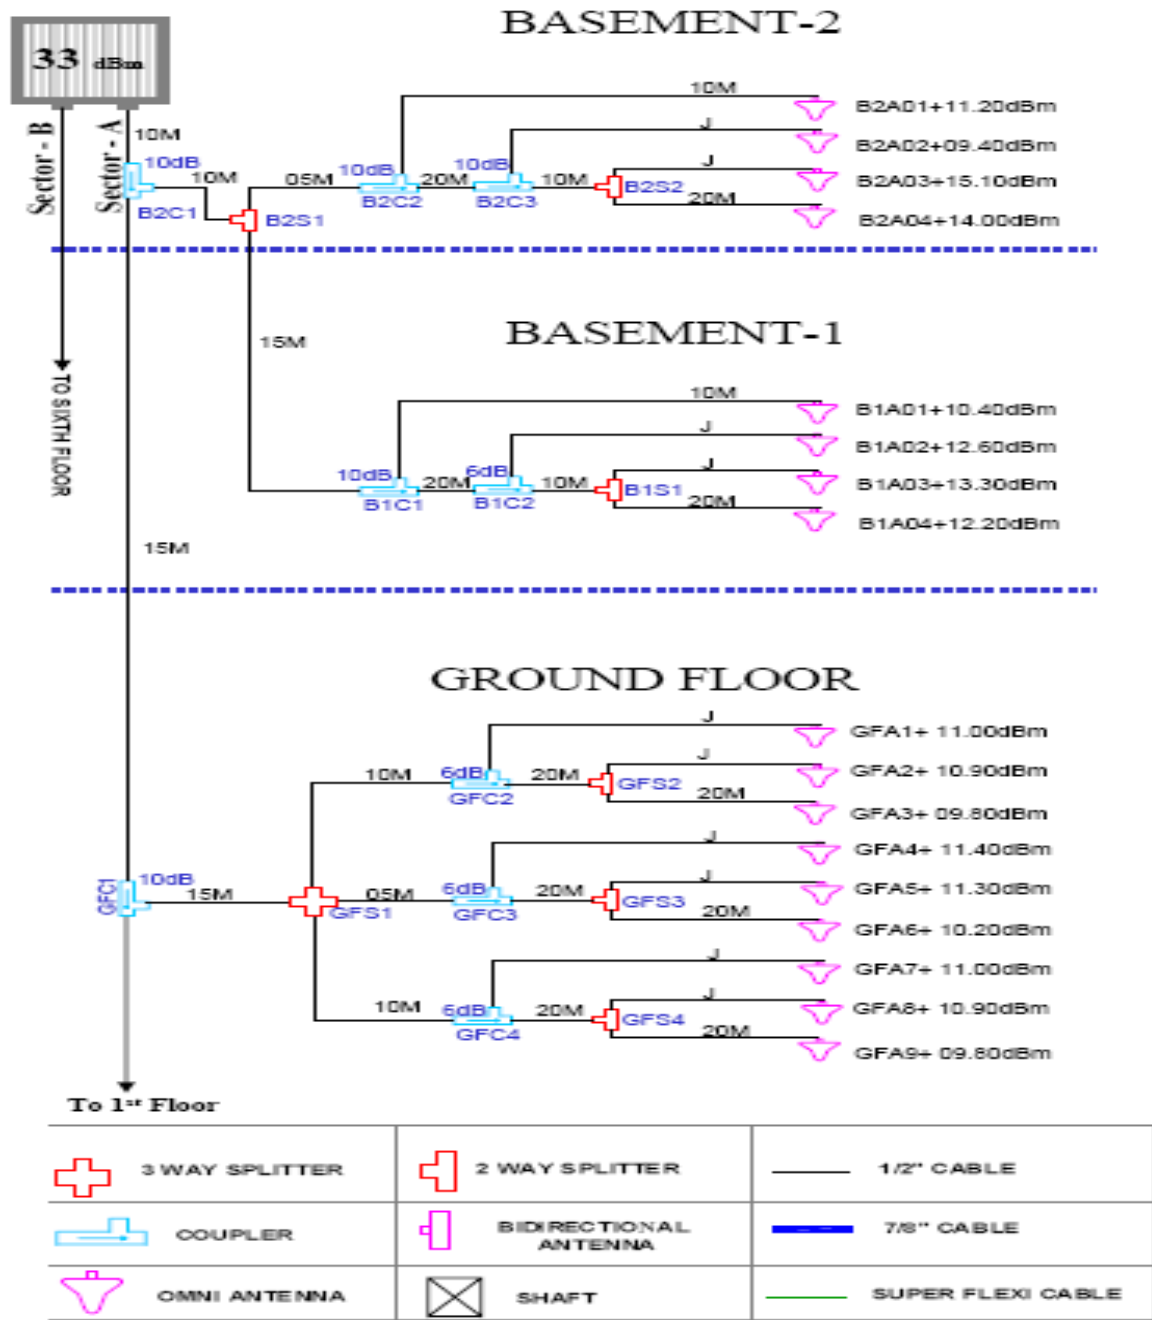 BASEMENT-2
33 dBm
Sector - B
Sector - A
10M
10dB
10M
B2C1
B2S1
05M
10dB
B2C2
20M
10dB
B2C3
10M
B2S2
10M
B2A01+11.20dBm
J
B2A02+09.40dBm
J
B2A03+15.10dBm
20M
B2A04+14.00dBm
TO SIXTH FLOOR
15M
BASEMENT-1
10dB
B1C1
20M
6dB
B1C2
10M
B1S1
10M
B1A01+10.40dBm
J
B1A02+12.60dBm
J
B1A03+13.30dBm
20M
B1A04+12.20dBm
15M
GROUND FLOOR
GFC1
10dB
15M
GFS1
10M
6dB
GFC2
20M
GFS2
J
GFA1+ 11.00dBm
J
GFA2+ 10.90dBm
20M
GFA3+ 09.80dBm
05M
6dB
GFC3
20M
GFS3
J
GFA4+ 11.40dBm
J
GFA5+ 11.30dBm
20M
GFA6+ 10.20dBm
10M
6dB
GFC4
20M
GFS4
J
GFA7+ 11.00dBm
J
GFA8+ 10.90dBm
20M
GFA9+ 09.80dBm
To 1st Floor
3 WAY SPLITTER
2 WAY SPLITTER
1/2" CABLE
COUPLER
BIDIRECTIONAL
ANTENNA
7/8" CABLE
OMNI ANTENNA
SHAFT
SUPER FLEXI CABLE